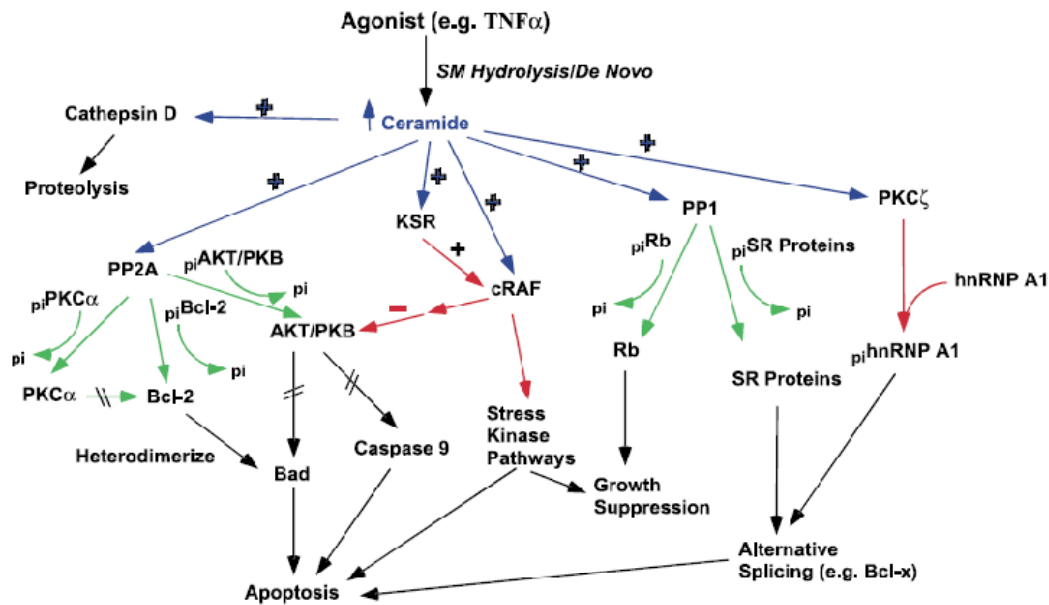 Agonist (e.g. TNFα)
SM Hydrolysis/De Novo
Cathepsin D
+
Ceramide
+
Proteolysis
+
+
+
+
KSR
PP1
PKCζ
+
PP2A
piAKT/PKB
piRb
piSR Proteins
piPKCα
piBcl-2
pi
cRAF
hnRNP A1
pi
pi
–
AKT/PKB
pi
pi
Rb
pihnRNP A1
PKCα
Bcl-2
SR Proteins
Stress
Kinase
Pathways
Caspase 9
Heterodimerize
Bad
Growth
Suppression
Alternative
Splicing (e.g. Bcl-x)
Apoptosis